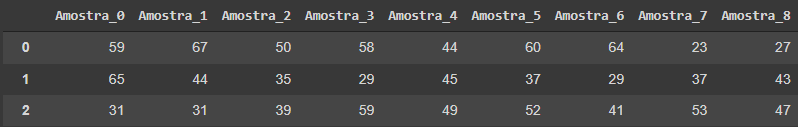 Amostra_0 Amostra_1 Amostra_2 Amostra_3 Amostra_4 Amostra_5 Amostra_6 Amostra_7 Amostra_8
0 59 67 50 58 44 60 64 23 27
1 65 44 35 29 45 37 29 37 43
2 31 31 39 59 49 52 41 53 47